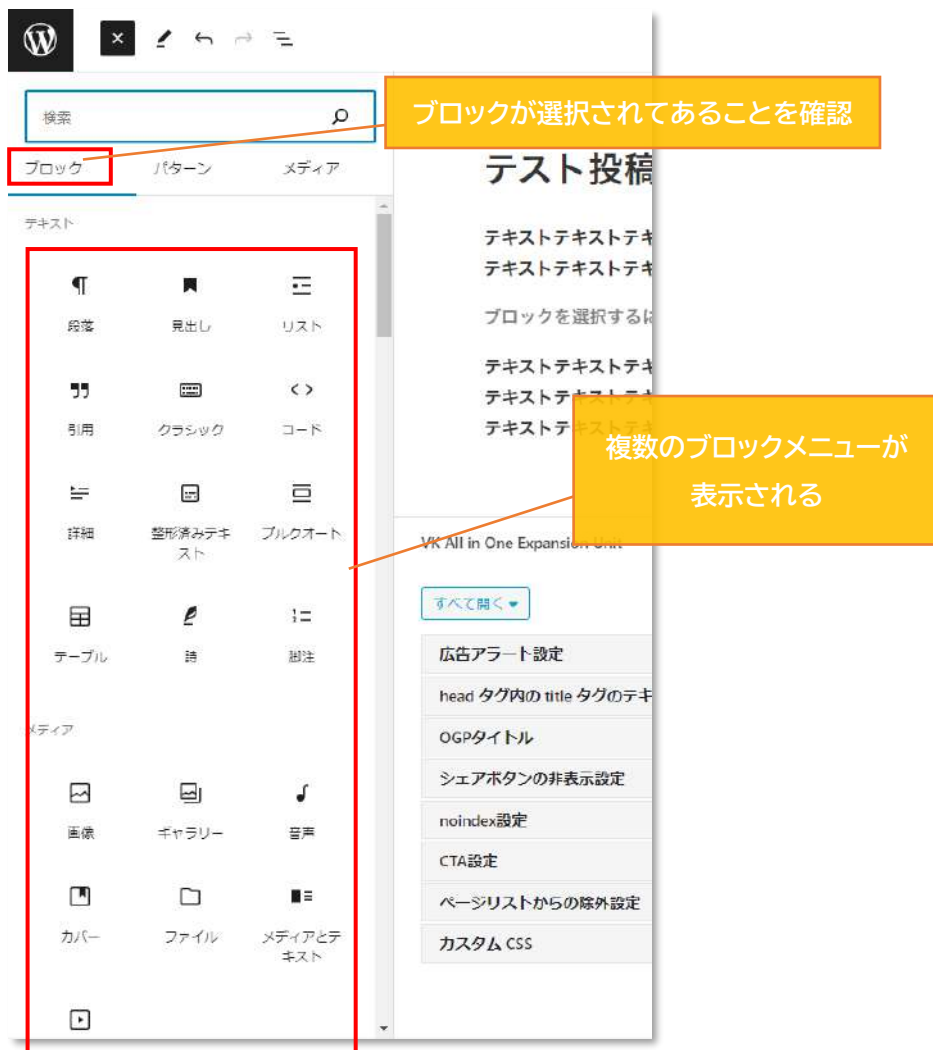 検索
ブロックが選択されてあることを確認
ブロック パターン メディア
テキスト
段落 見出し リスト
引用 クラシック コード
詳細 整形済みテキ
スト プルクオート
テーブル 詩 脚注
メディア
画像 ギャラリー 音声
カバー ファイル メディアとテ
キスト
テスト投稿
テキストテキストテキ
テキストテキストテキ
ブロックを選択するに
テキストテキストテキ
テキストテキストテキ
テキストテキストテキ
複数のブロックメニューが
表示される
VK All in One Expansion Unit
すべて開く
広告アラート設定
head タグ内の title タグのテキ
OGPタイトル
シェアボタンの非表示設定
noindex設定
CTA設定
ページリストからの除外設定
カスタム CSS